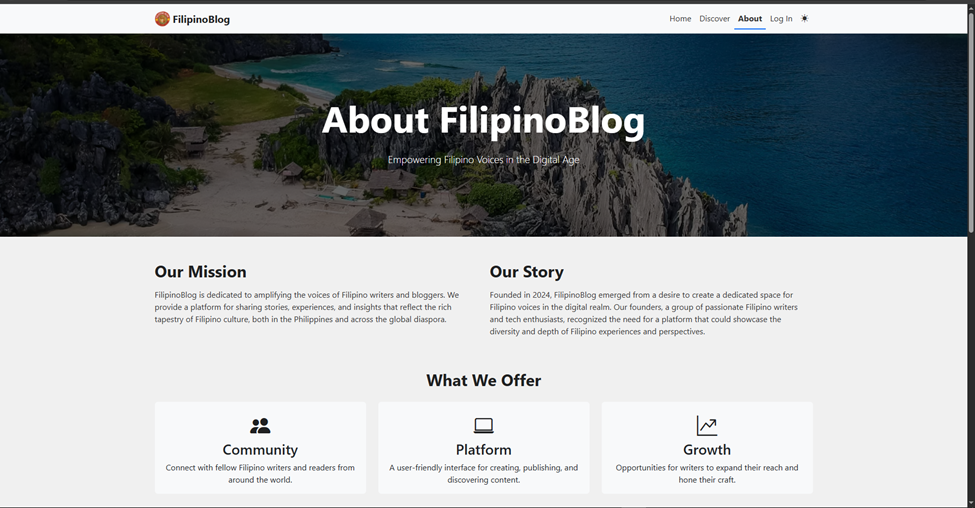 FilipinoBlog
Home Discover About Log In
About FilipinoBlog
Empowering Filipino Voices in the Digital Age
Our Mission
FilipinoBlog is dedicated to amplifying the voices of Filipino writers and bloggers. We
provide a platform for sharing stories, experiences, and insights that reflect the rich
tapestry of Filipino culture, both in the Philippines and across the global diaspora.
Our Story
Founded in 2024, FilipinoBlog emerged from a desire to create a dedicated space for
Filipino voices in the digital realm. Our founders, a group of passionate Filipino writers
and tech enthusiasts, recognized the need for a platform that could showcase the
diversity and depth of Filipino experiences and perspectives.
What We Offer
Community
Connect with fellow Filipino writers and readers from
around the world.
Platform
A user-friendly interface for creating, publishing, and
discovering content.
Growth
Opportunities for writers to expand their reach and
hone their craft.